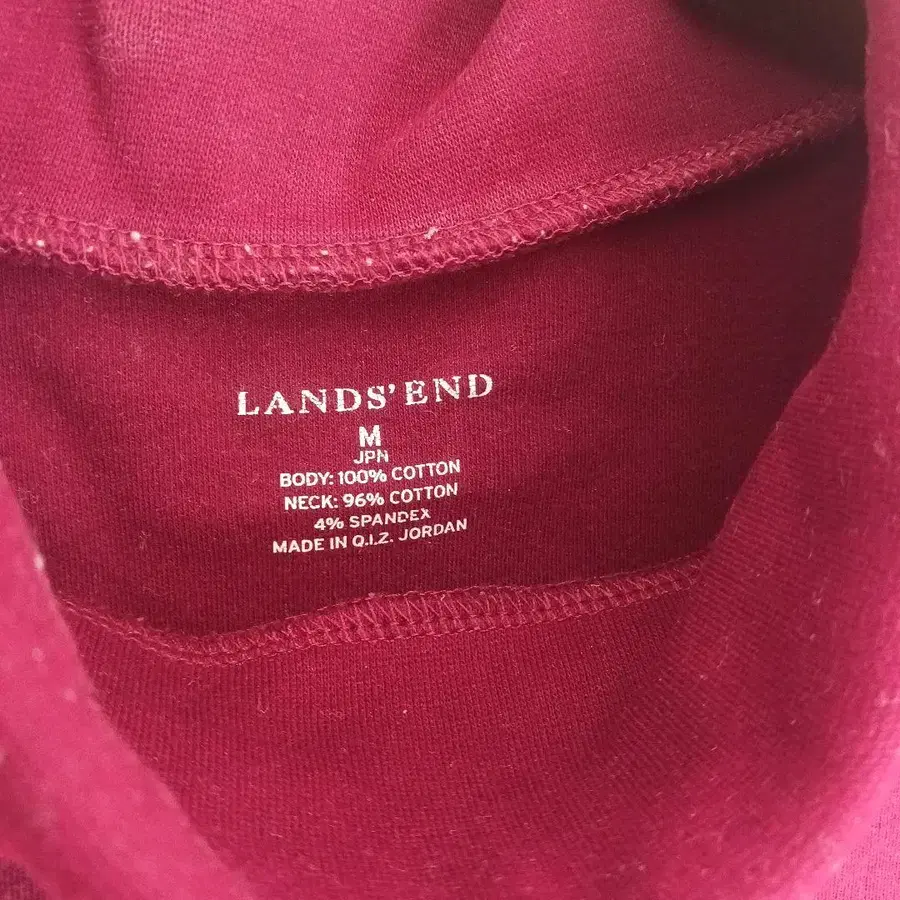 LANDS' END
M
JPN
BODY: 100% COTTON
NECK: 96% COTTON
4% SPANDEX
MADE IN Q.I.Z. JORDAN